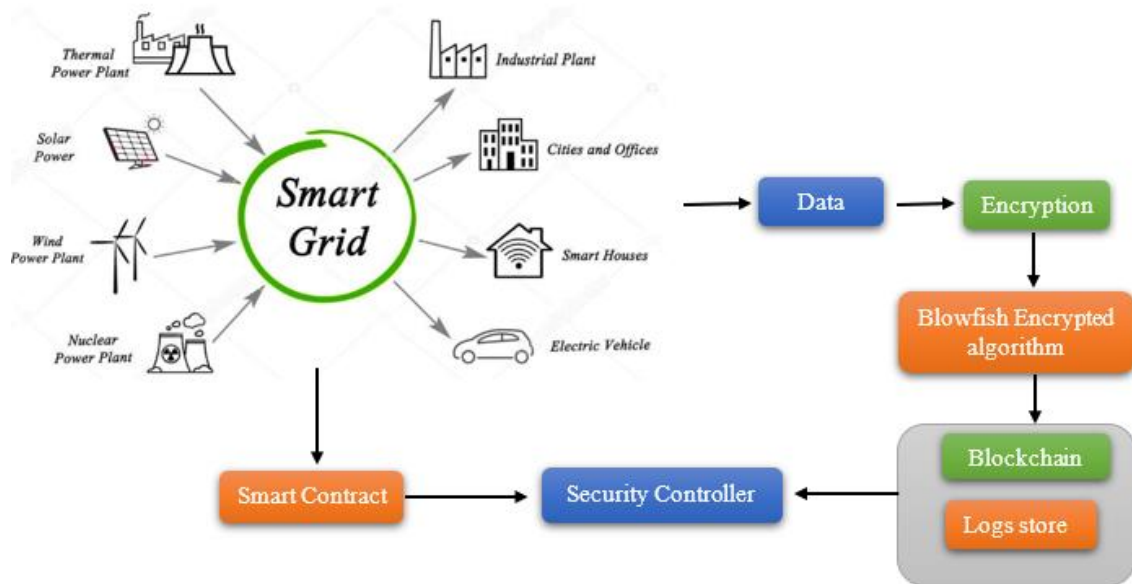 Thermal
Power Plant
Industrial Plant
Solar
Power
Cities and Offices
Smart
Grid
Data
Encryption
Wind
Power Plant
Smart Houses
Blowfish Encrypted
algorithm
Nuclear
Power Plant
Electric Vehicle
Blockchain
Smart Contract
Security Controller
Logs store